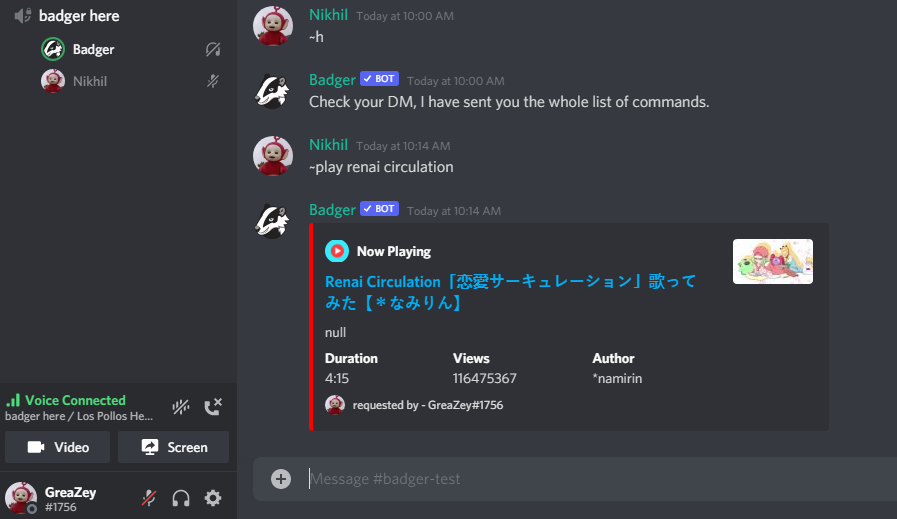 badger here
Badger
Nikhil
Voice Connected
badger here / Los Pollos He...
Video
Screen
GreaZey
#1756
Nikhil Today at 10:00 AM
~h
Badger ✓ BOT Today at 10:00 AM
Check your DM, I have sent you the whole list of commands.
Nikhil Today at 10:14 AM
~play renai circulation
Badger ✓ BOT Today at 10:14 AM
Now Playing
Renai Circulation「恋愛サーキュレーション」歌って
みた【＊なみりん】
null
Duration Views Author
4:15 116475367 *namirin
requested by - GreaZey#1756
Message #badger-test